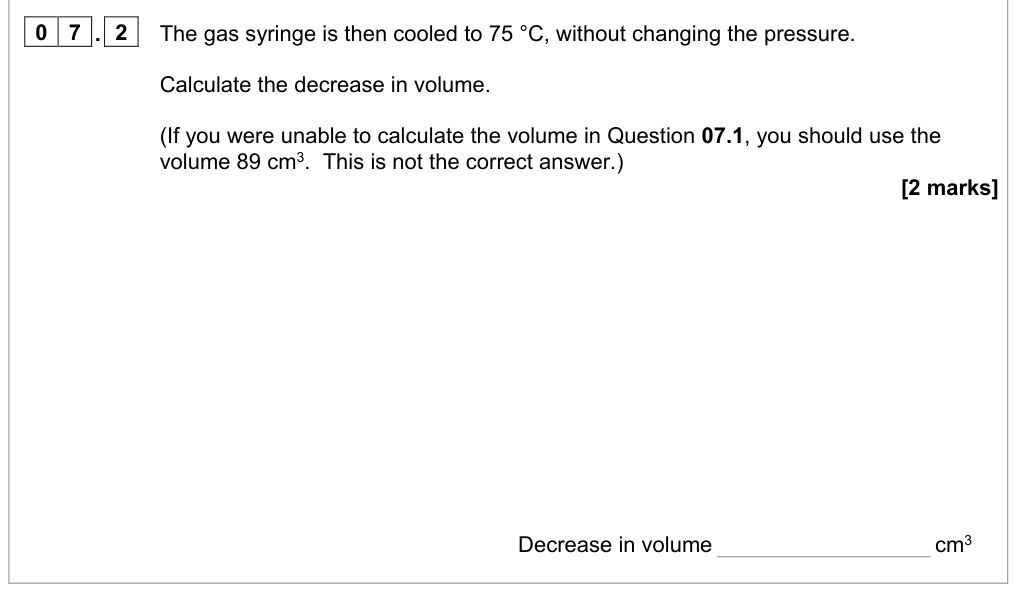 0 7 . 2 The gas syringe is then cooled to 75 °C, without changing the pressure.
Calculate the decrease in volume.
(If you were unable to calculate the volume in Question 07.1, you should use the
volume 89 cm³. This is not the correct answer.)
[2 marks]
Decrease in volume ____________________ cm³